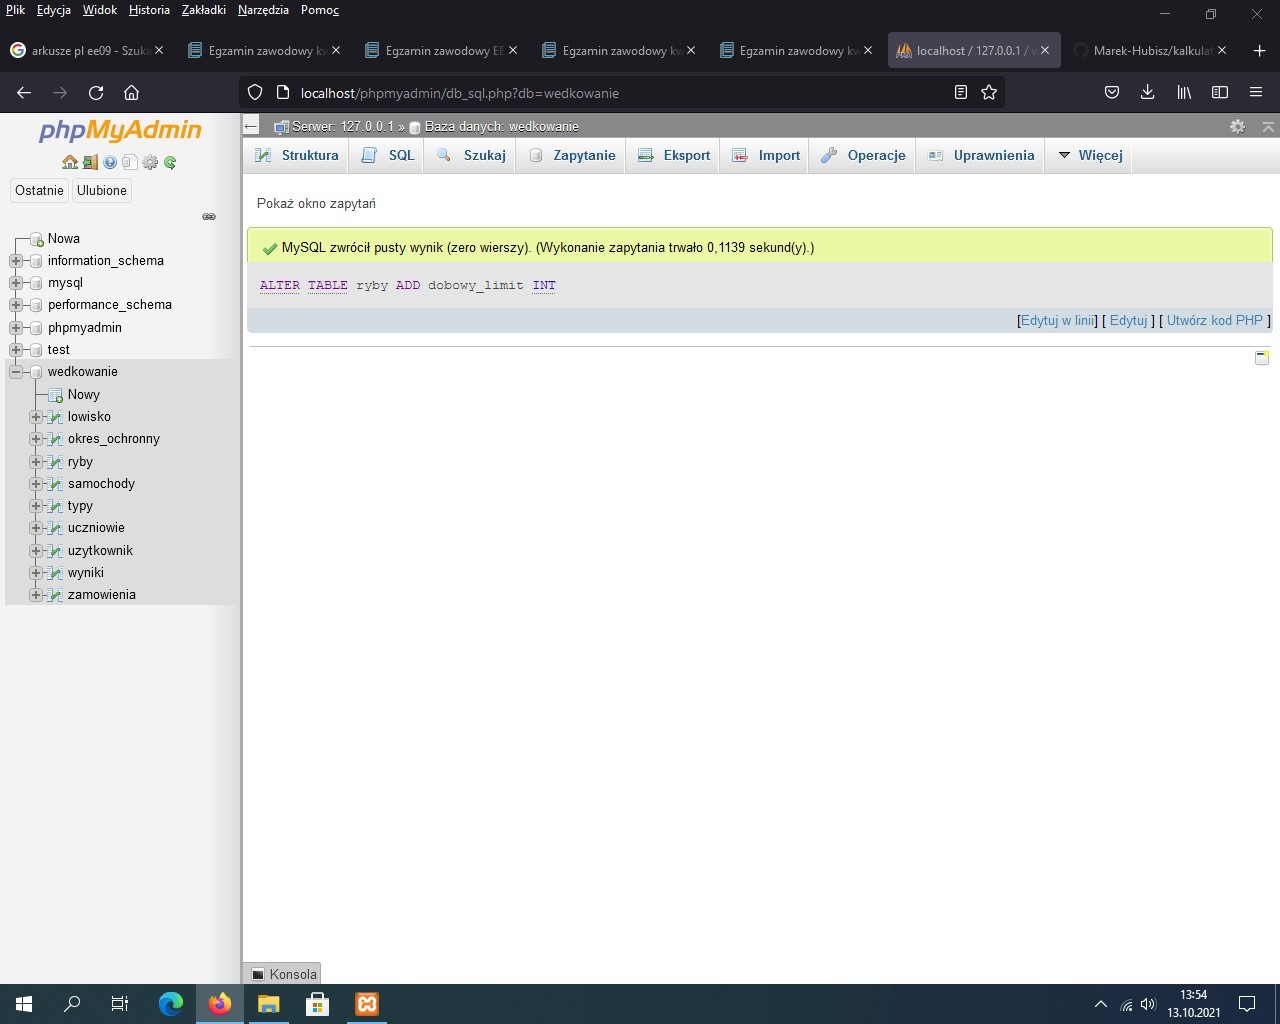 Plik Edycja Widok Historia Zakładki Narzędzia Pomoc
arkusze pl ee09 - Szuka
Egzamin zawodowy kw
Egzamin zawodowy EE
Egzamin zawodowy kw
Egzamin zawodowy kw
localhost / 127.0.0.1 / w
Marek-Hubisz/kalkulat
localhost/phpmyadmin/db_sql.php?db=wedkowanie
phpMyAdmin
Ostatnie Ulubione
Nowa
information_schema
mysql
performance_schema
phpmyadmin
test
wedkowanie
Nowy
lowisko
okres_ochronny
ryby
samochody
typy
uczniowie
uzytkownik
wyniki
zamowienia
Serwer: 127.0.0.1 » Baza danych: wedkowanie
Struktura SQL Szukaj Zapytanie Eksport Import Operacje Uprawnienia Więcej
Pokaż okno zapytań
MySQL zwrócił pusty wynik (zero wierszy). (Wykonanie zapytania trwało 0,1139 sekund(y).)
ALTER TABLE ryby ADD dobowy_limit INT
[Edytuj w linii] [ Edytuj ] [ Utwórz kod PHP ]
Konsola
13:54
13.10.2021